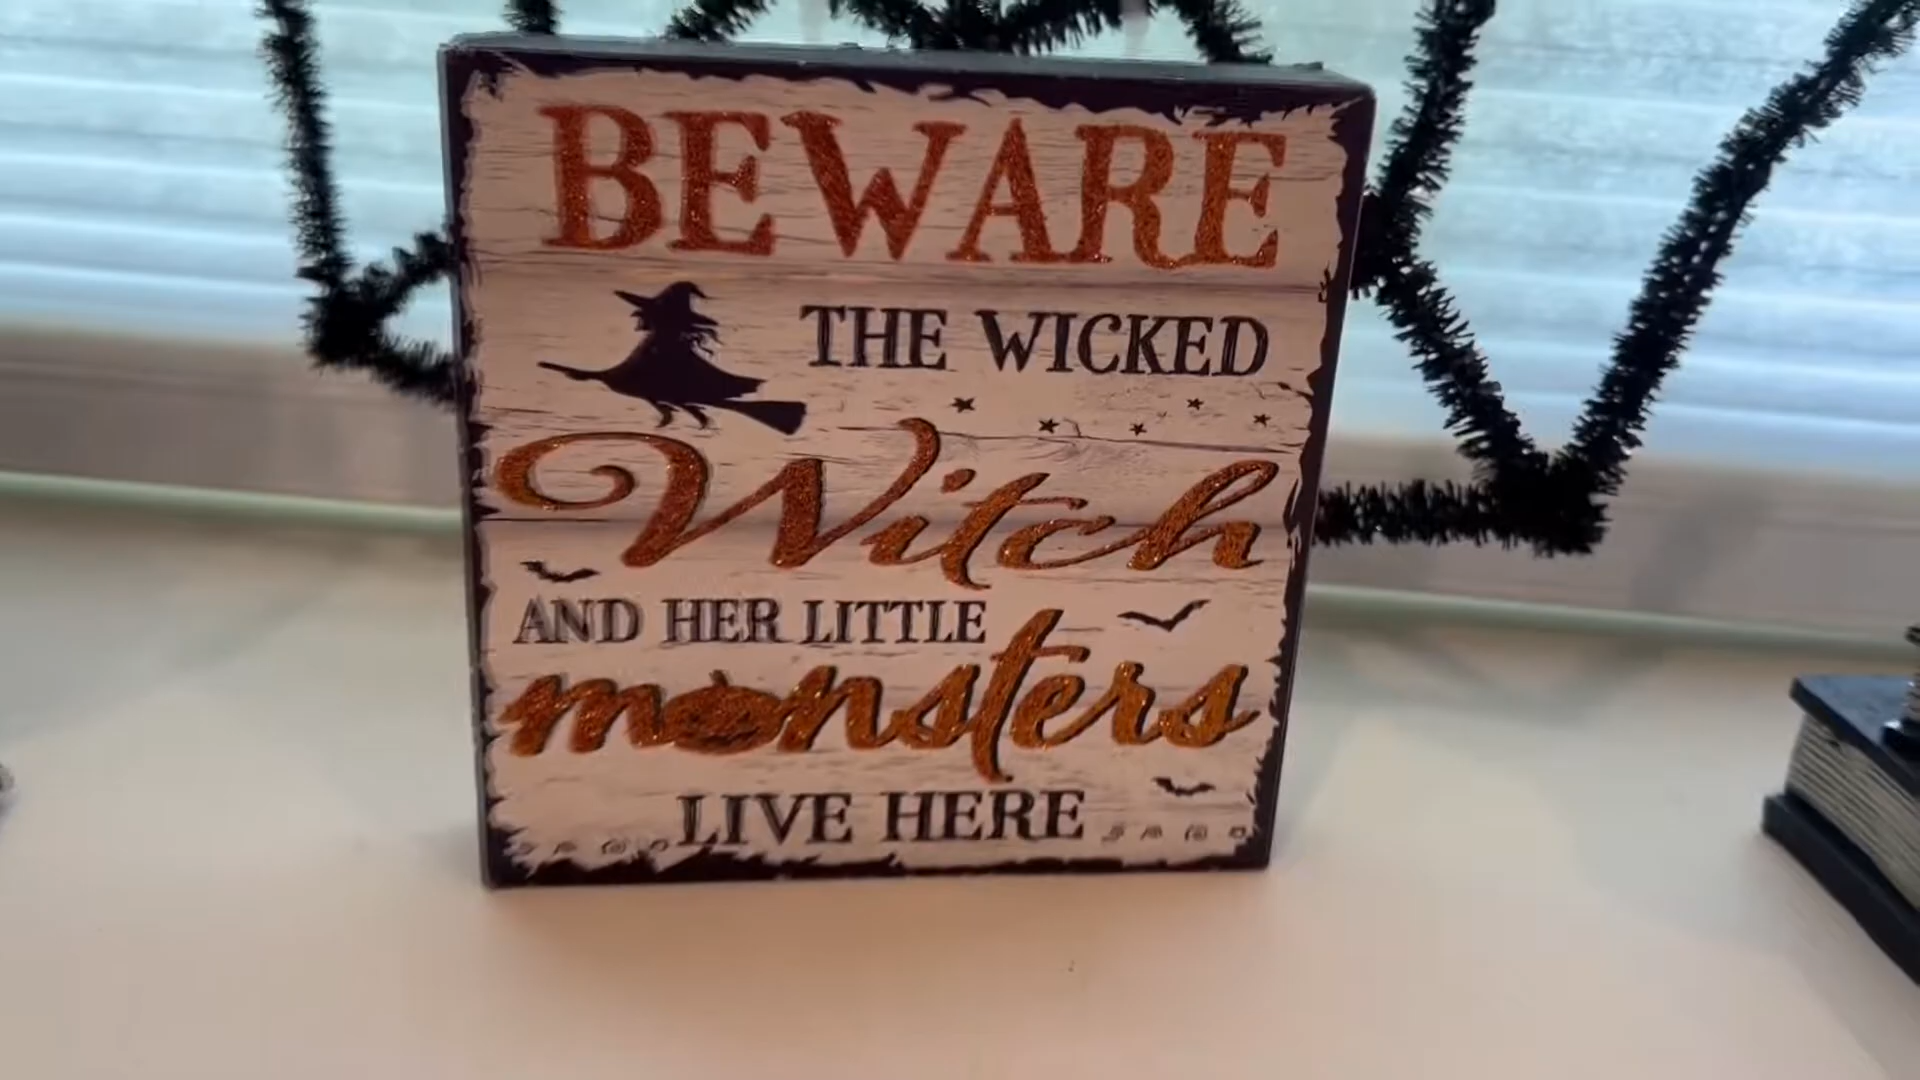 BEWARE
THE WICKED
Witch
AND HER LITTLE
monsters
LIVE HERE